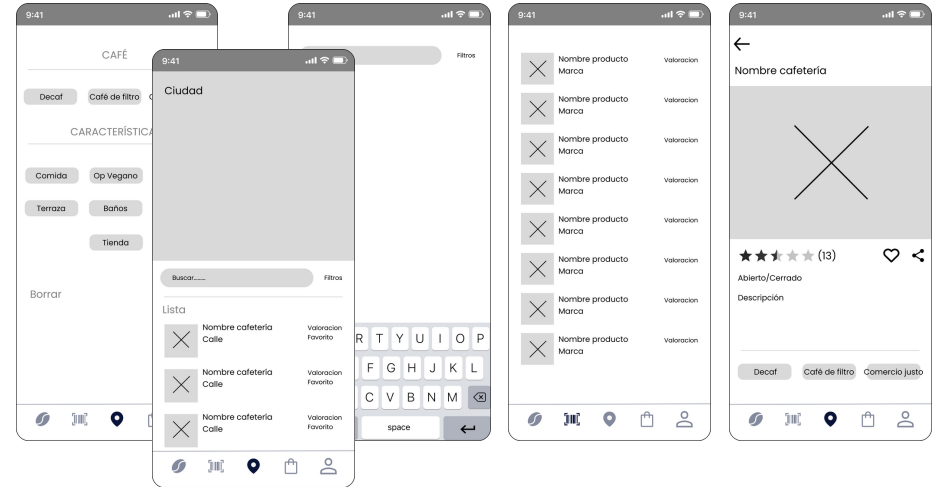 9:41
CAFÉ
Decaf
Café de filtro
CARACTERÍSTICA
Comida
Op Vegano
Terraza
Baños
Tienda
Borrar
9:41
Ciudad
Buscar........
Filtros
Lista
Nombre cafetería
Valoracion
Calle
Favorito
Nombre cafetería
Valoracion
Calle
Favorito
Nombre cafetería
Valoracion
Calle
Favorito
9:41
Filtros
R T Y U I O P
F G H J K L
C V B N M
space
9:41
Nombre producto
Valoracion
Marca
Nombre producto
Valoracion
Marca
Nombre producto
Valoracion
Marca
Nombre producto
Valoracion
Marca
Nombre producto
Valoracion
Marca
Nombre producto
Valoracion
Marca
Nombre producto
Valoracion
Marca
Nombre producto
Valoracion
Marca
9:41
Nombre cafetería
(13)
Abierto/Cerrado
Descripción
Decaf
Café de filtro
Comercio justo